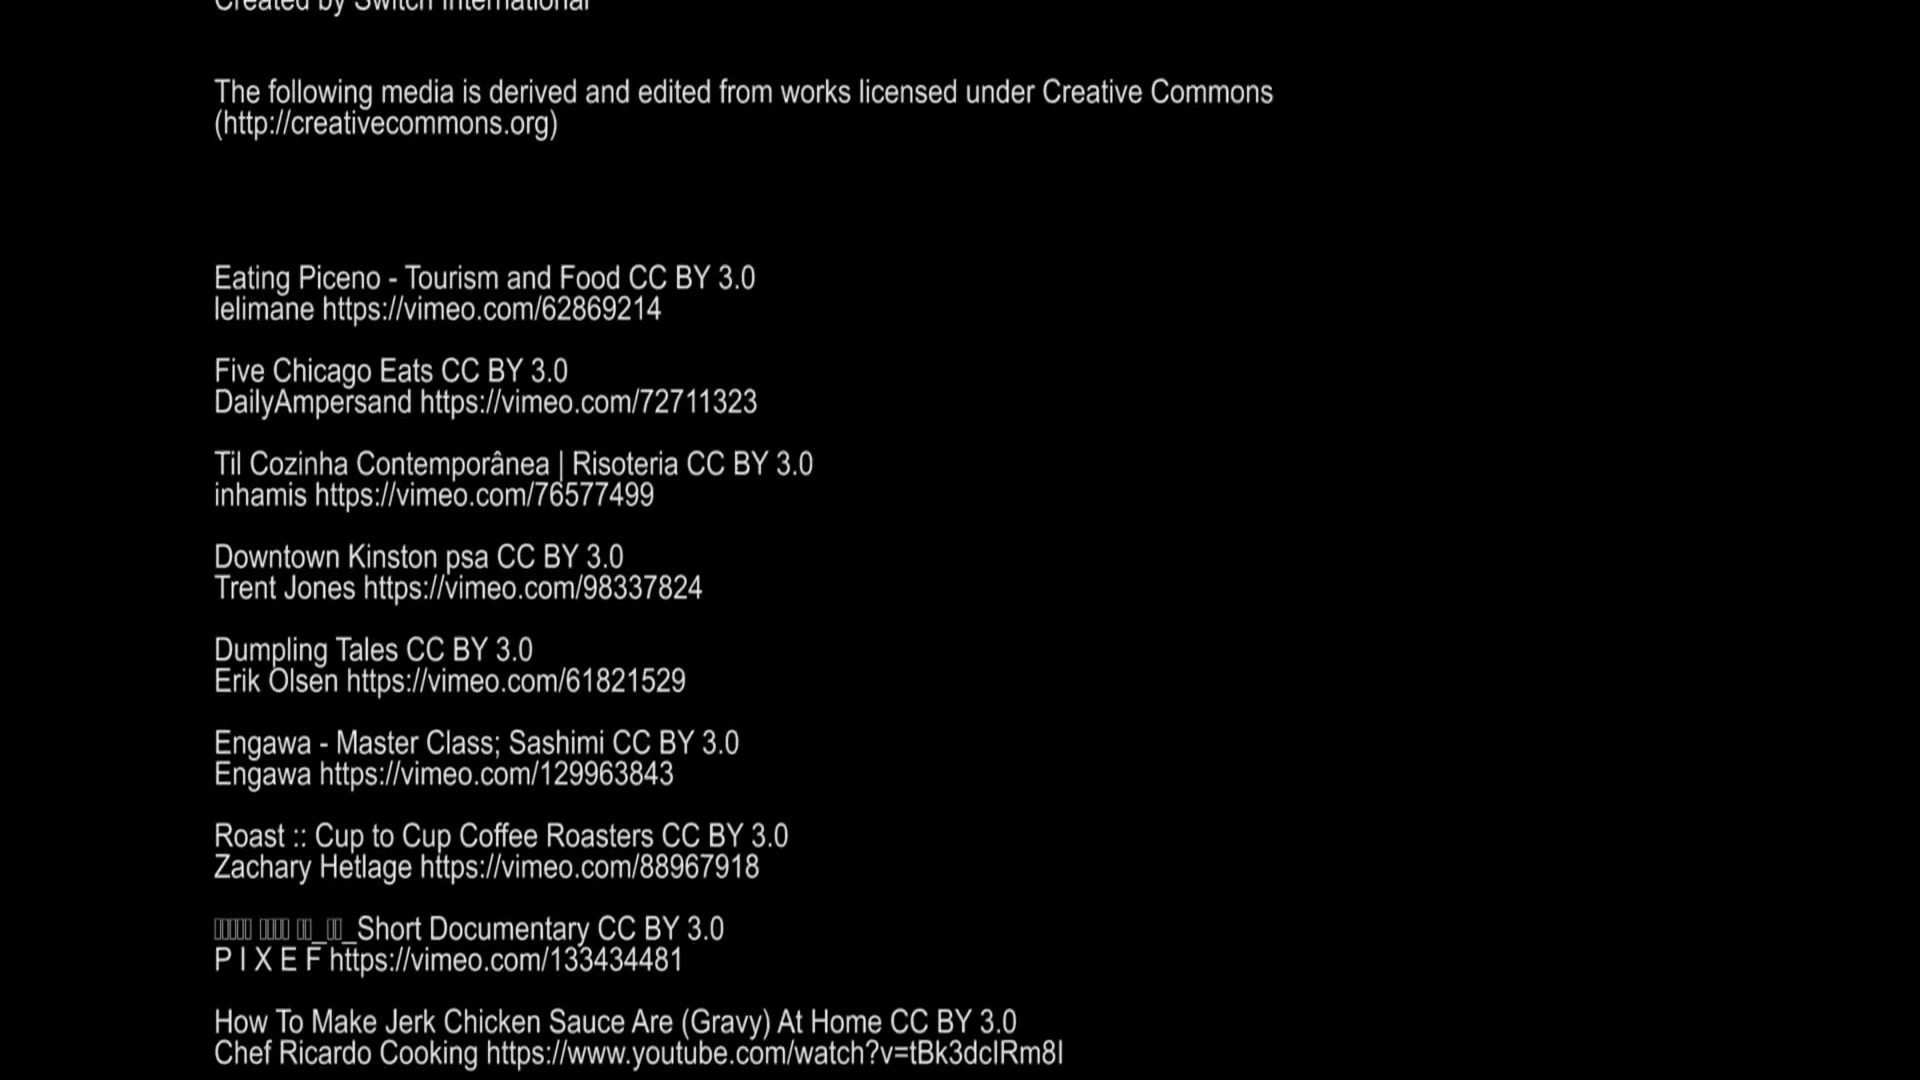 Created by Switch International
The following media is derived and edited from works licensed under Creative Commons
(http://creativecommons.org)
Eating Piceno - Tourism and Food CC BY 3.0
lelimane https://vimeo.com/62869214
Five Chicago Eats CC BY 3.0
DailyAmpersand https://vimeo.com/72711323
Til Cozinha Contemporânea | Risoteria CC BY 3.0
inhamis https://vimeo.com/76577499
Downtown Kinston psa CC BY 3.0
Trent Jones https://vimeo.com/98337824
Dumpling Tales CC BY 3.0
Erik Olsen https://vimeo.com/61821529
Engawa - Master Class; Sashimi CC BY 3.0
Engawa https://vimeo.com/129963843
Roast :: Cup to Cup Coffee Roasters CC BY 3.0
Zachary Hetlage https://vimeo.com/88967918
_Short Documentary CC BY 3.0
P I X E F https://vimeo.com/133434481
How To Make Jerk Chicken Sauce Are (Gravy) At Home CC BY 3.0
Chef Ricardo Cooking https://www.youtube.com/watch?v=tBk3dcIRm8I